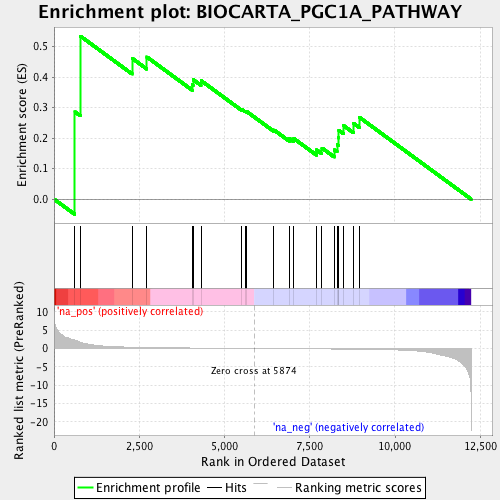 Enrichment plot: BIOCARTA_PGC1A_PATHWAY
Enrichment score (ES)
0.5
0.4
0.3
0.2
0.1
0.0
'na_pos' (positively correlated)
Ranked list metric (PreRanked)
10
5
0
-5
-10
-15
-20
Zero cross at 5874
'na_neg' (negatively correlated)
0
2,500
5,000
7,500
10,000
12,500
Rank in Ordered Dataset
Enrichment profile
Hits
Ranking metric scores